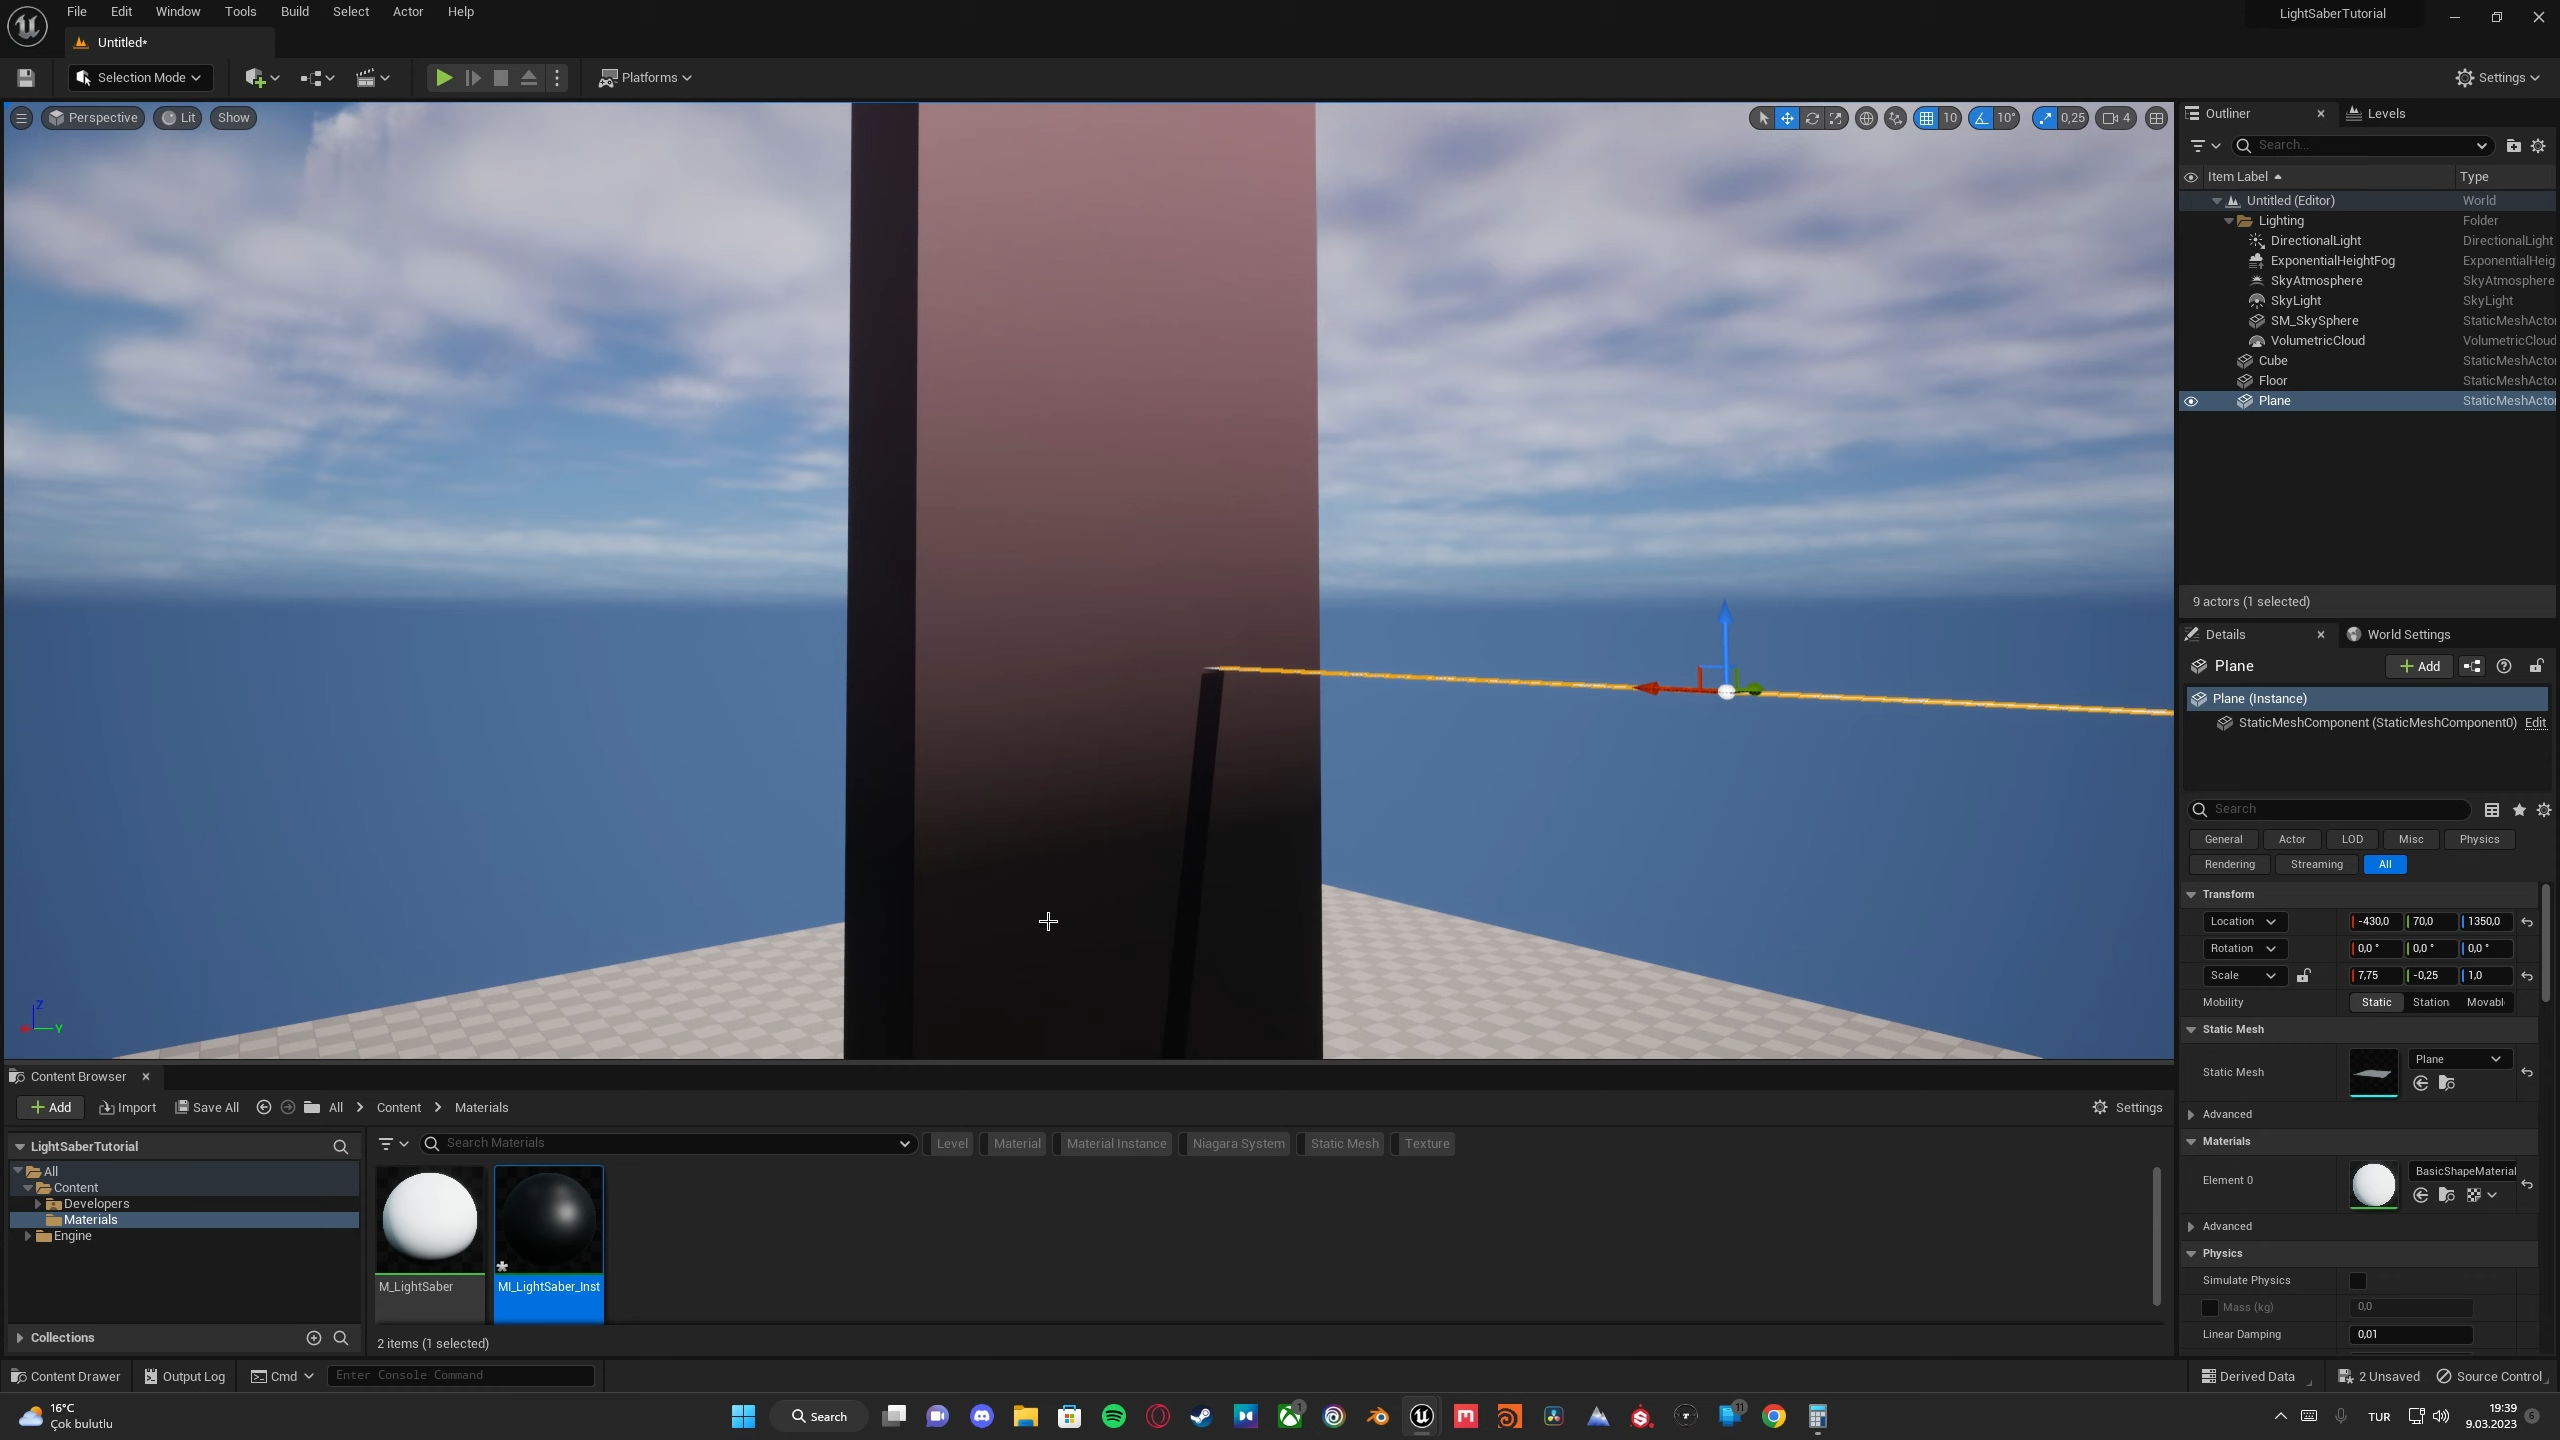 File Edit Window Tools Build Select Actor Help
LightSaberTutorial
Untitled*
Selection Mode
Platforms
Settings
Perspective
Lit
Show
10
10°
0,25
4
Z
Y
Outliner
Levels
Search...
Item Label
Type
Untitled (Editor) World
Lighting Folder
DirectionalLight DirectionalLight
ExponentialHeightFog ExponentialHeig
SkyAtmosphere SkyAtmosphere
SkyLight SkyLight
SM_SkySphere StaticMeshActo
VolumetricCloud VolumetricCloud
Cube StaticMeshActo
Floor StaticMeshActo
Plane StaticMeshActo
9 actors (1 selected)
Details
World Settings
Plane
Add
Plane (Instance)
StaticMeshComponent (StaticMeshComponent0) Edit
Search
General Actor LOD Misc Physics
Rendering Streaming All
Transform
Location -430,0 70,0 1350,0
Rotation 0,0 ° 0,0 ° 0,0 °
Scale 7,75 -0,25 1,0
Mobility Static Station Movabl
Static Mesh
Static Mesh Plane
Advanced
Materials
Element 0 BasicShapeMaterial
Advanced
Physics
Simulate Physics
Mass (kg) 0,0
Linear Damping 0,01
Content Browser
Add Import Save All All Content Materials Settings
LightSaberTutorial
Search Materials
Level Material Material Instance Niagara System Static Mesh Texture
All
Content
Developers
Materials
Engine
M_LightSaber
MI_LightSaber_Inst
Collections
2 items (1 selected)
Content Drawer Output Log Cmd Enter Console Command
Derived Data 2 Unsaved Source Control
16°C
Çok bulutlu
Search
1
11
TUR
19:39
9.03.2023
6